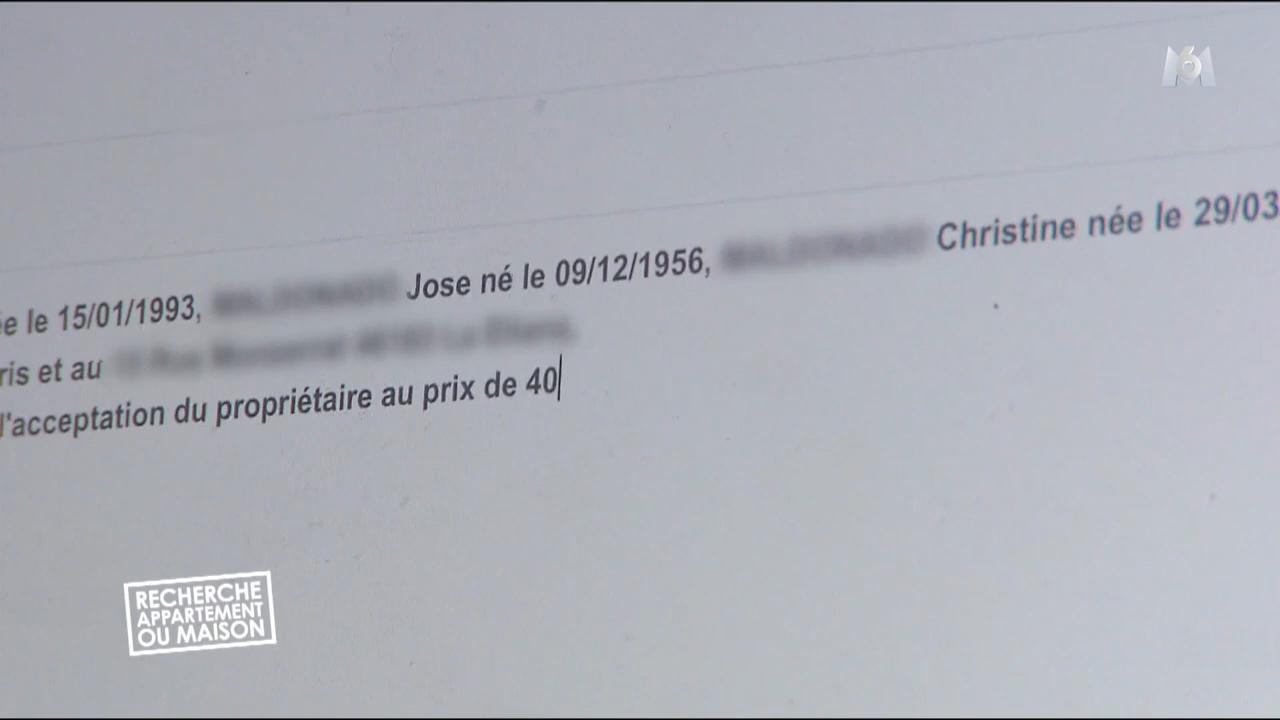 M6
e le 15/01/1993, Jose né le 09/12/1956, Christine née le 29/03
ris et au
l'acceptation du propriétaire au prix de 40
RECHERCHE
APPARTEMENT
OU MAISON